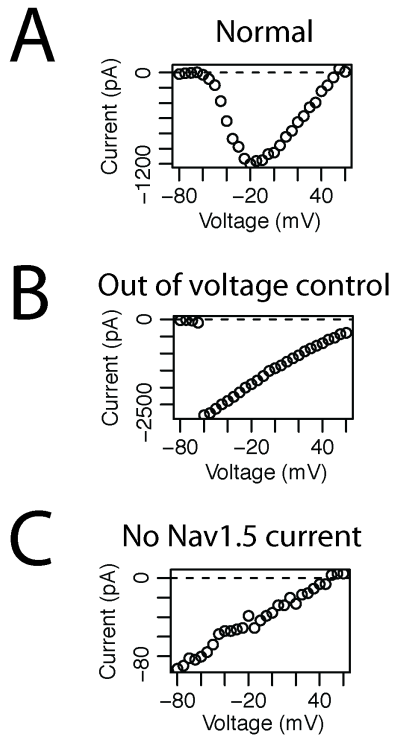 A
Normal
Current (pA)
0
−1200
−80
−20
40
Voltage (mV)
B
Out of voltage control
Current (pA)
0
−2500
−80
−20
40
Voltage (mV)
C
No Nav1.5 current
Current (pA)
0
−80
−80
−20
40
Voltage (mV)